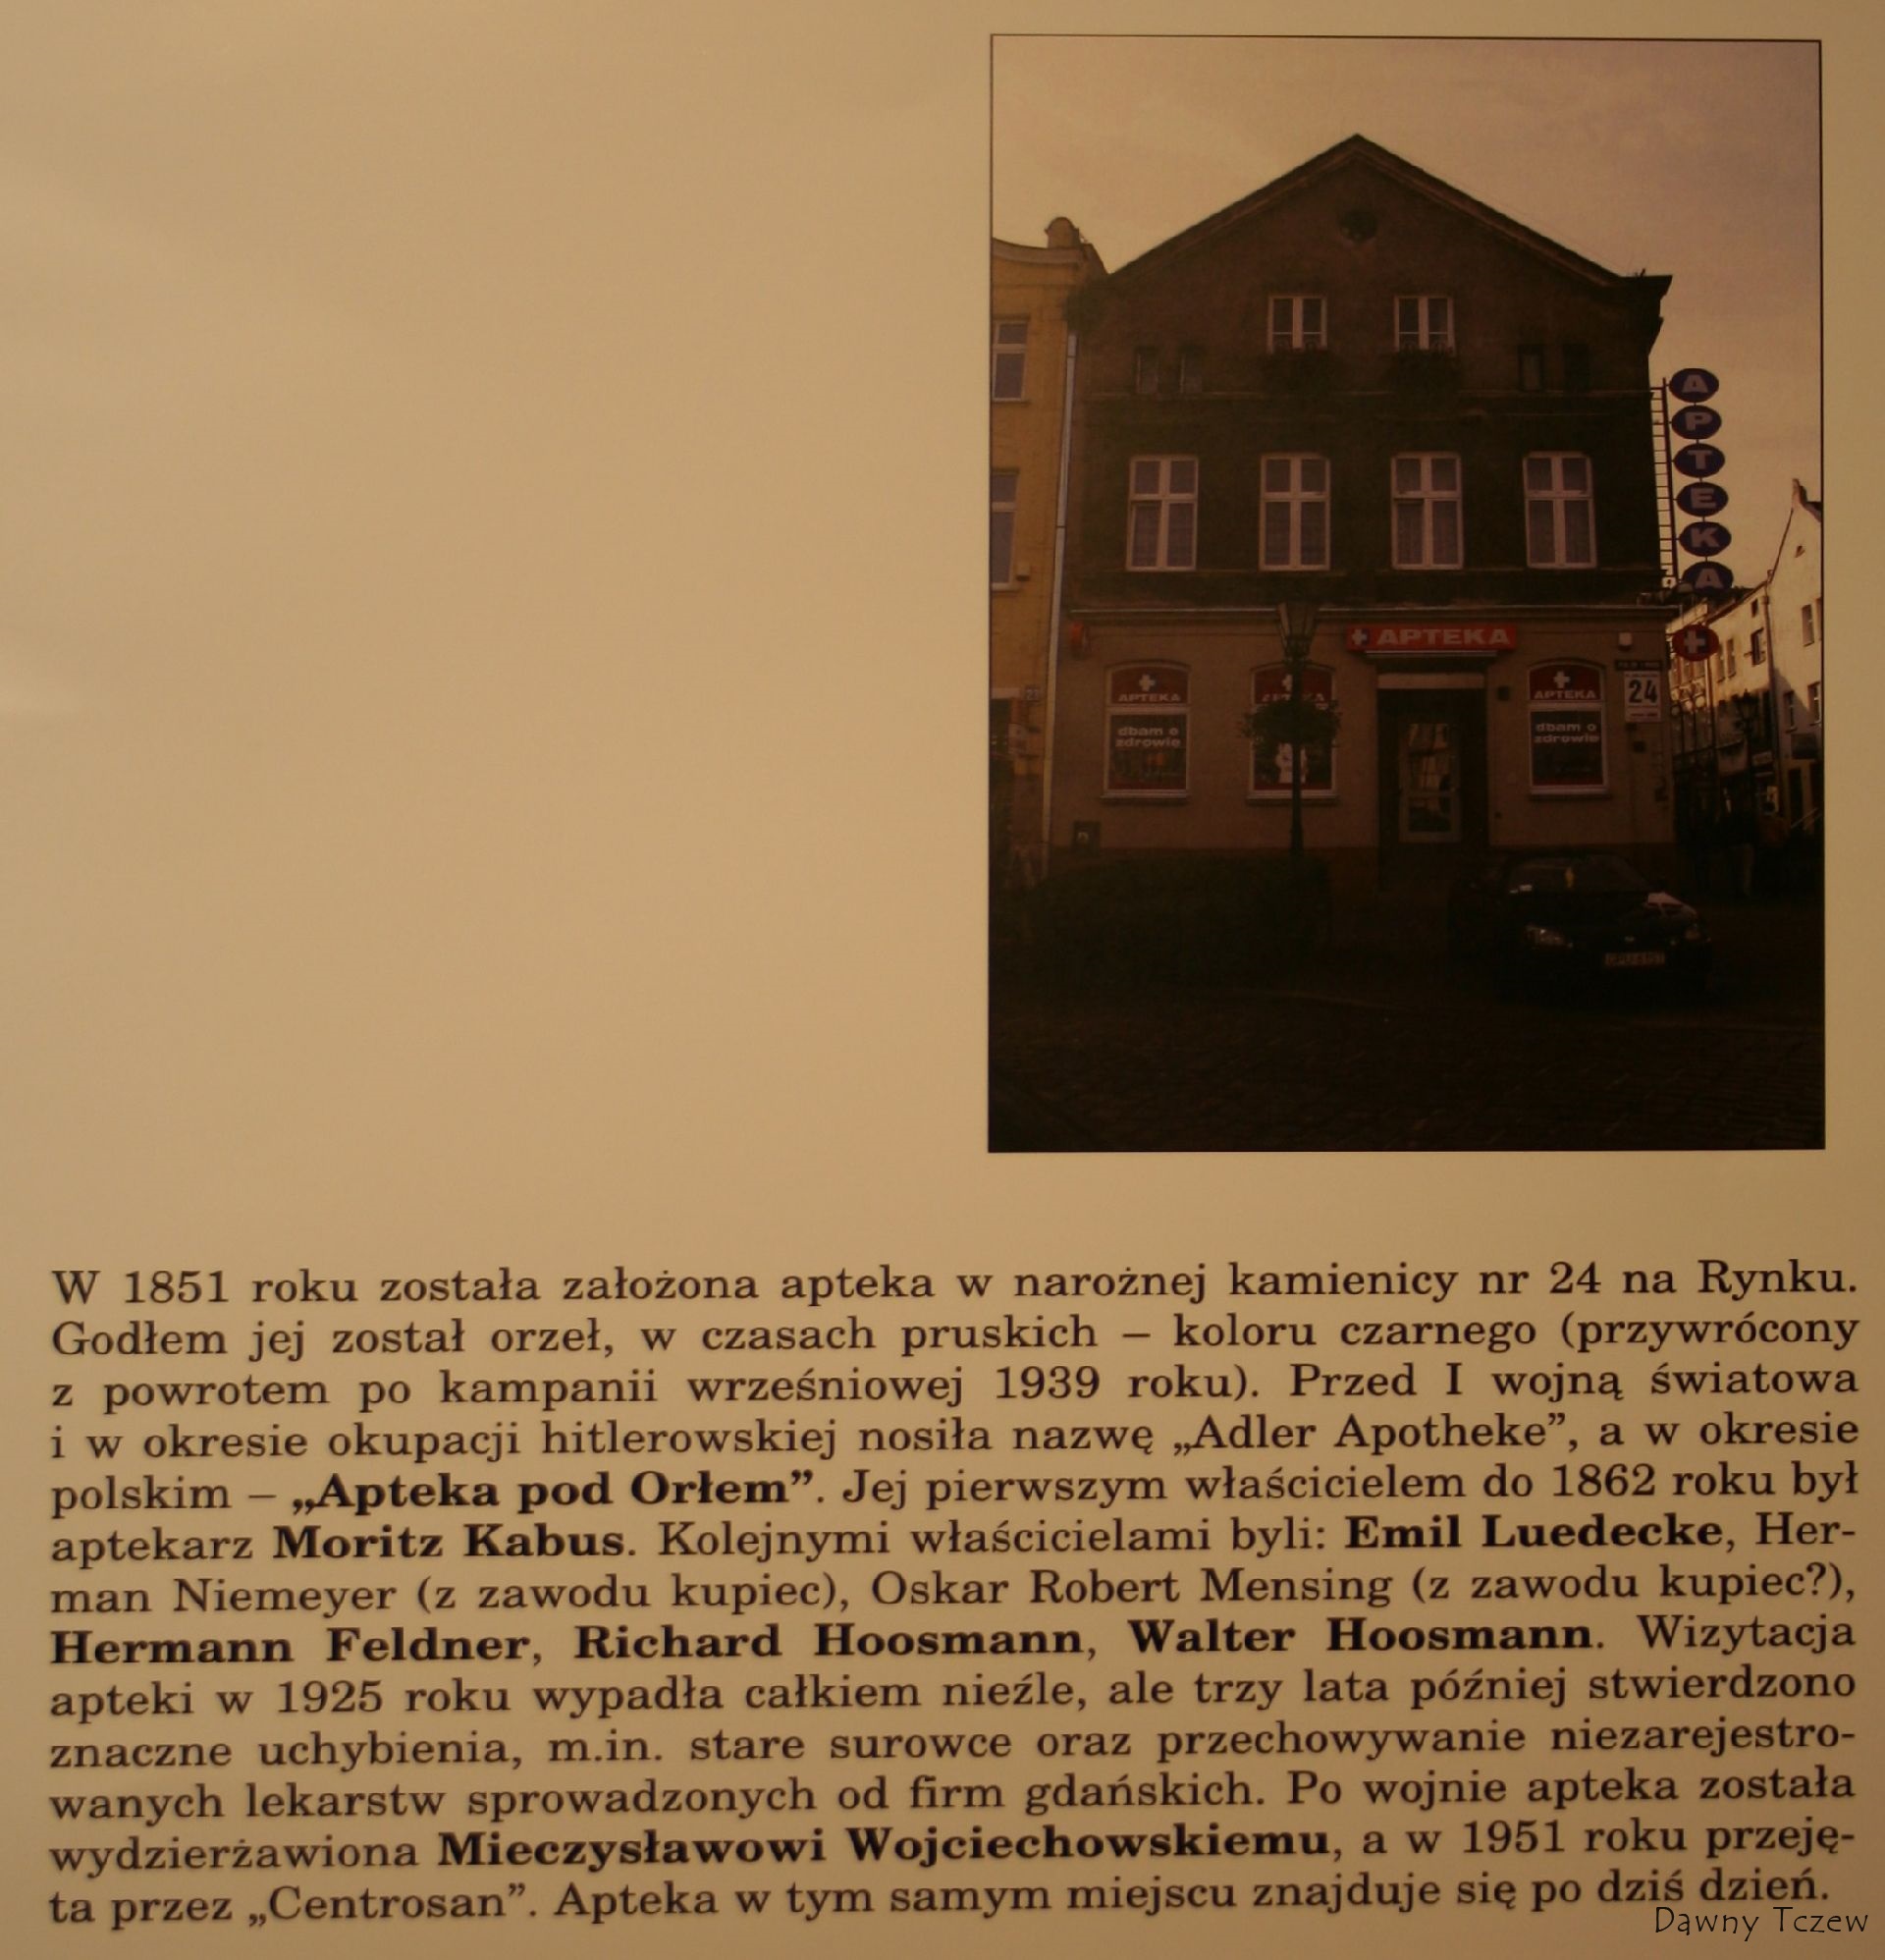 A
P
T
E
K
A
APTEKA
APTEKA
APTEKA
24
dbam o
zdrowie
dbam o
zdrowie
W 1851 roku została założona apteka w narożnej kamienicy nr 24 na Rynku.
Godłem jej został orzeł, w czasach pruskich – koloru czarnego (przywrócony
z powrotem po kampanii wrześniowej 1939 roku). Przed I wojną światowa
i w okresie okupacji hitlerowskiej nosiła nazwę „Adler Apotheke”, a w okresie
polskim – „Apteka pod Orłem”. Jej pierwszym właścicielem do 1862 roku był
aptekarz Moritz Kabus. Kolejnymi właścicielami byli: Emil Luedecke, Her-
man Niemeyer (z zawodu kupiec), Oskar Robert Mensing (z zawodu kupiec?),
Hermann Feldner, Richard Hoosmann, Walter Hoosmann. Wizytacja
apteki w 1925 roku wypadła całkiem nieźle, ale trzy lata później stwierdzono
znaczne uchybienia, m.in. stare surowce oraz przechowywanie niezarejestro-
wanych lekarstw sprowadzonych od firm gdańskich. Po wojnie apteka została
wydzierżawiona Mieczysławowi Wojciechowskiemu, a w 1951 roku przeję-
ta przez „Centrosan”. Apteka w tym samym miejscu znajduje się po dziś dzień.
Dawny Tczew